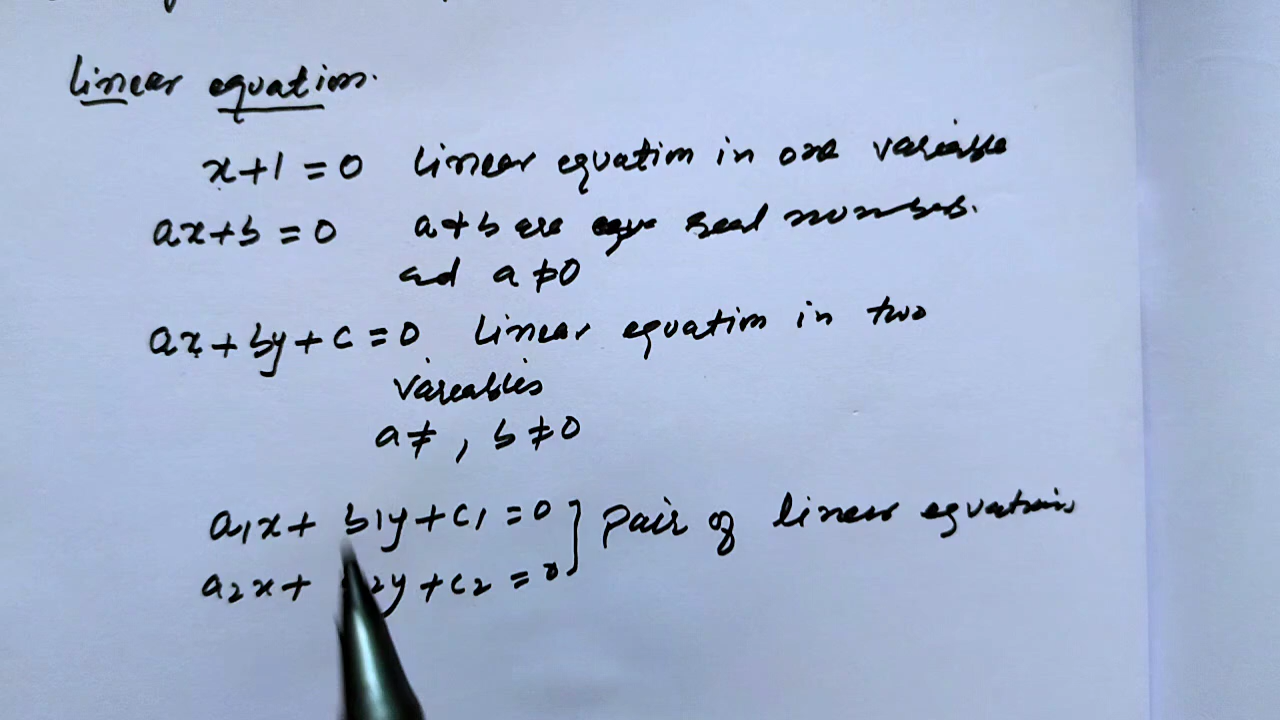 linear equation.
x+1=0 linear equation in one variable
ax+b=0 a & b are real numbers.
and a≠0
ax+by+c=0 linear equation in two
variables
a≠ , b≠0
a1x+ b1y+c1=0
a2x+ 2y+c2=0
] pair of linear equations